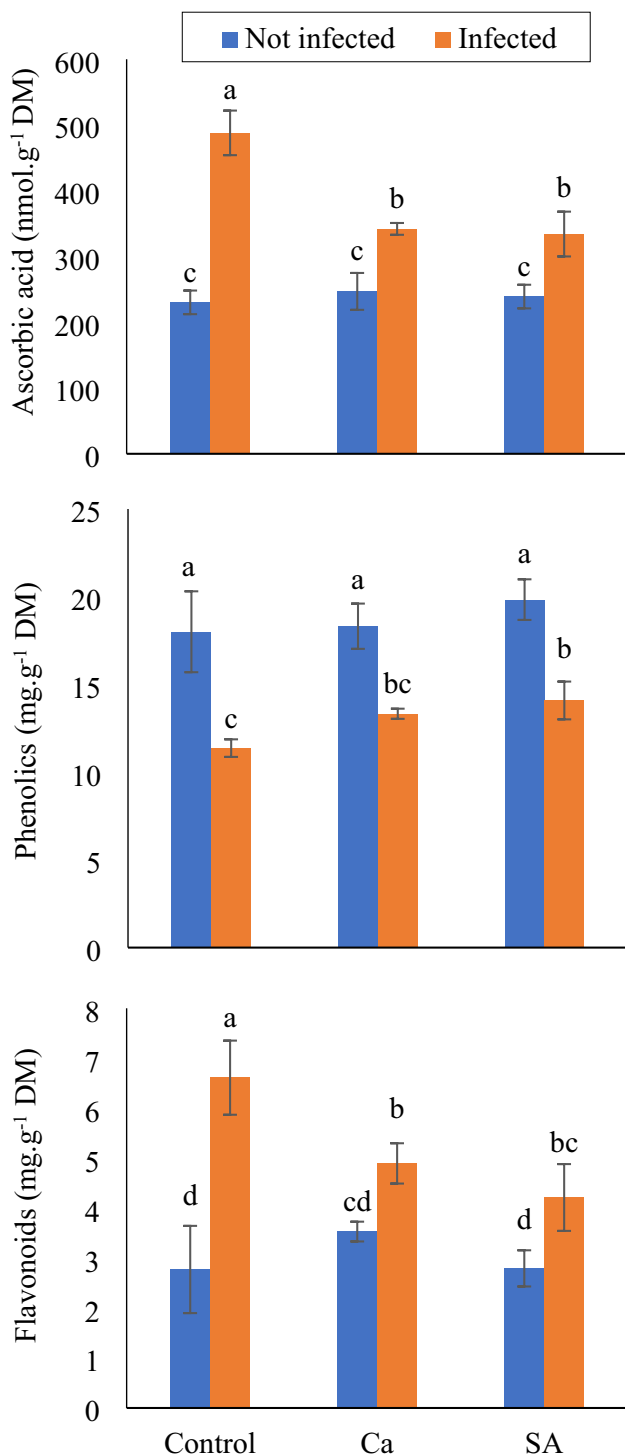 Not infected Infected
Ascorbic acid (nmol.g⁻¹ DM)
600
500
400
300
200
100
0
a
b
b
c
c
c
Phenolics (mg.g⁻¹ DM)
25
20
15
10
5
0
a
a
a
c
bc
b
Flavonoids (mg.g⁻¹ DM)
8
7
6
5
4
3
2
1
0
a
b
bc
d
cd
d
Control Ca SA